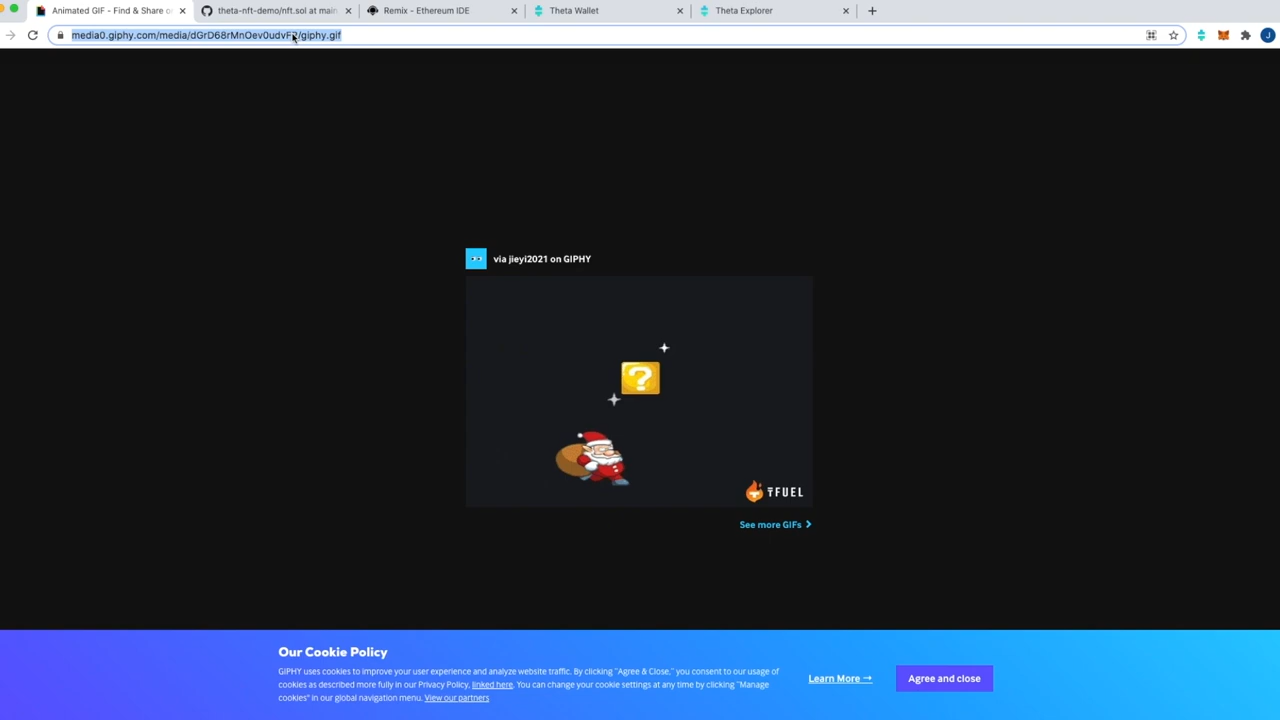 Animated GIF - Find & Share o
theta-nft-demo/nft.sol at main
Remix - Ethereum IDE
Theta Wallet
Theta Explorer
media0.giphy.com/media/dGrD68rMnOev0udvF?/giphy.gif
J
via jieyi2021 on GIPHY
?
TFUEL
See more GIFs
Our Cookie Policy
GIPHY uses cookies to improve your user experience and analyze website traffic. By clicking "Agree & Close," you consent to our usage of
cookies as described more fully in our Privacy Policy, linked here. You can change your cookie settings at any time by clicking "Manage
cookies" in our global navigation menu. View our partners
Learn More →
Agree and close